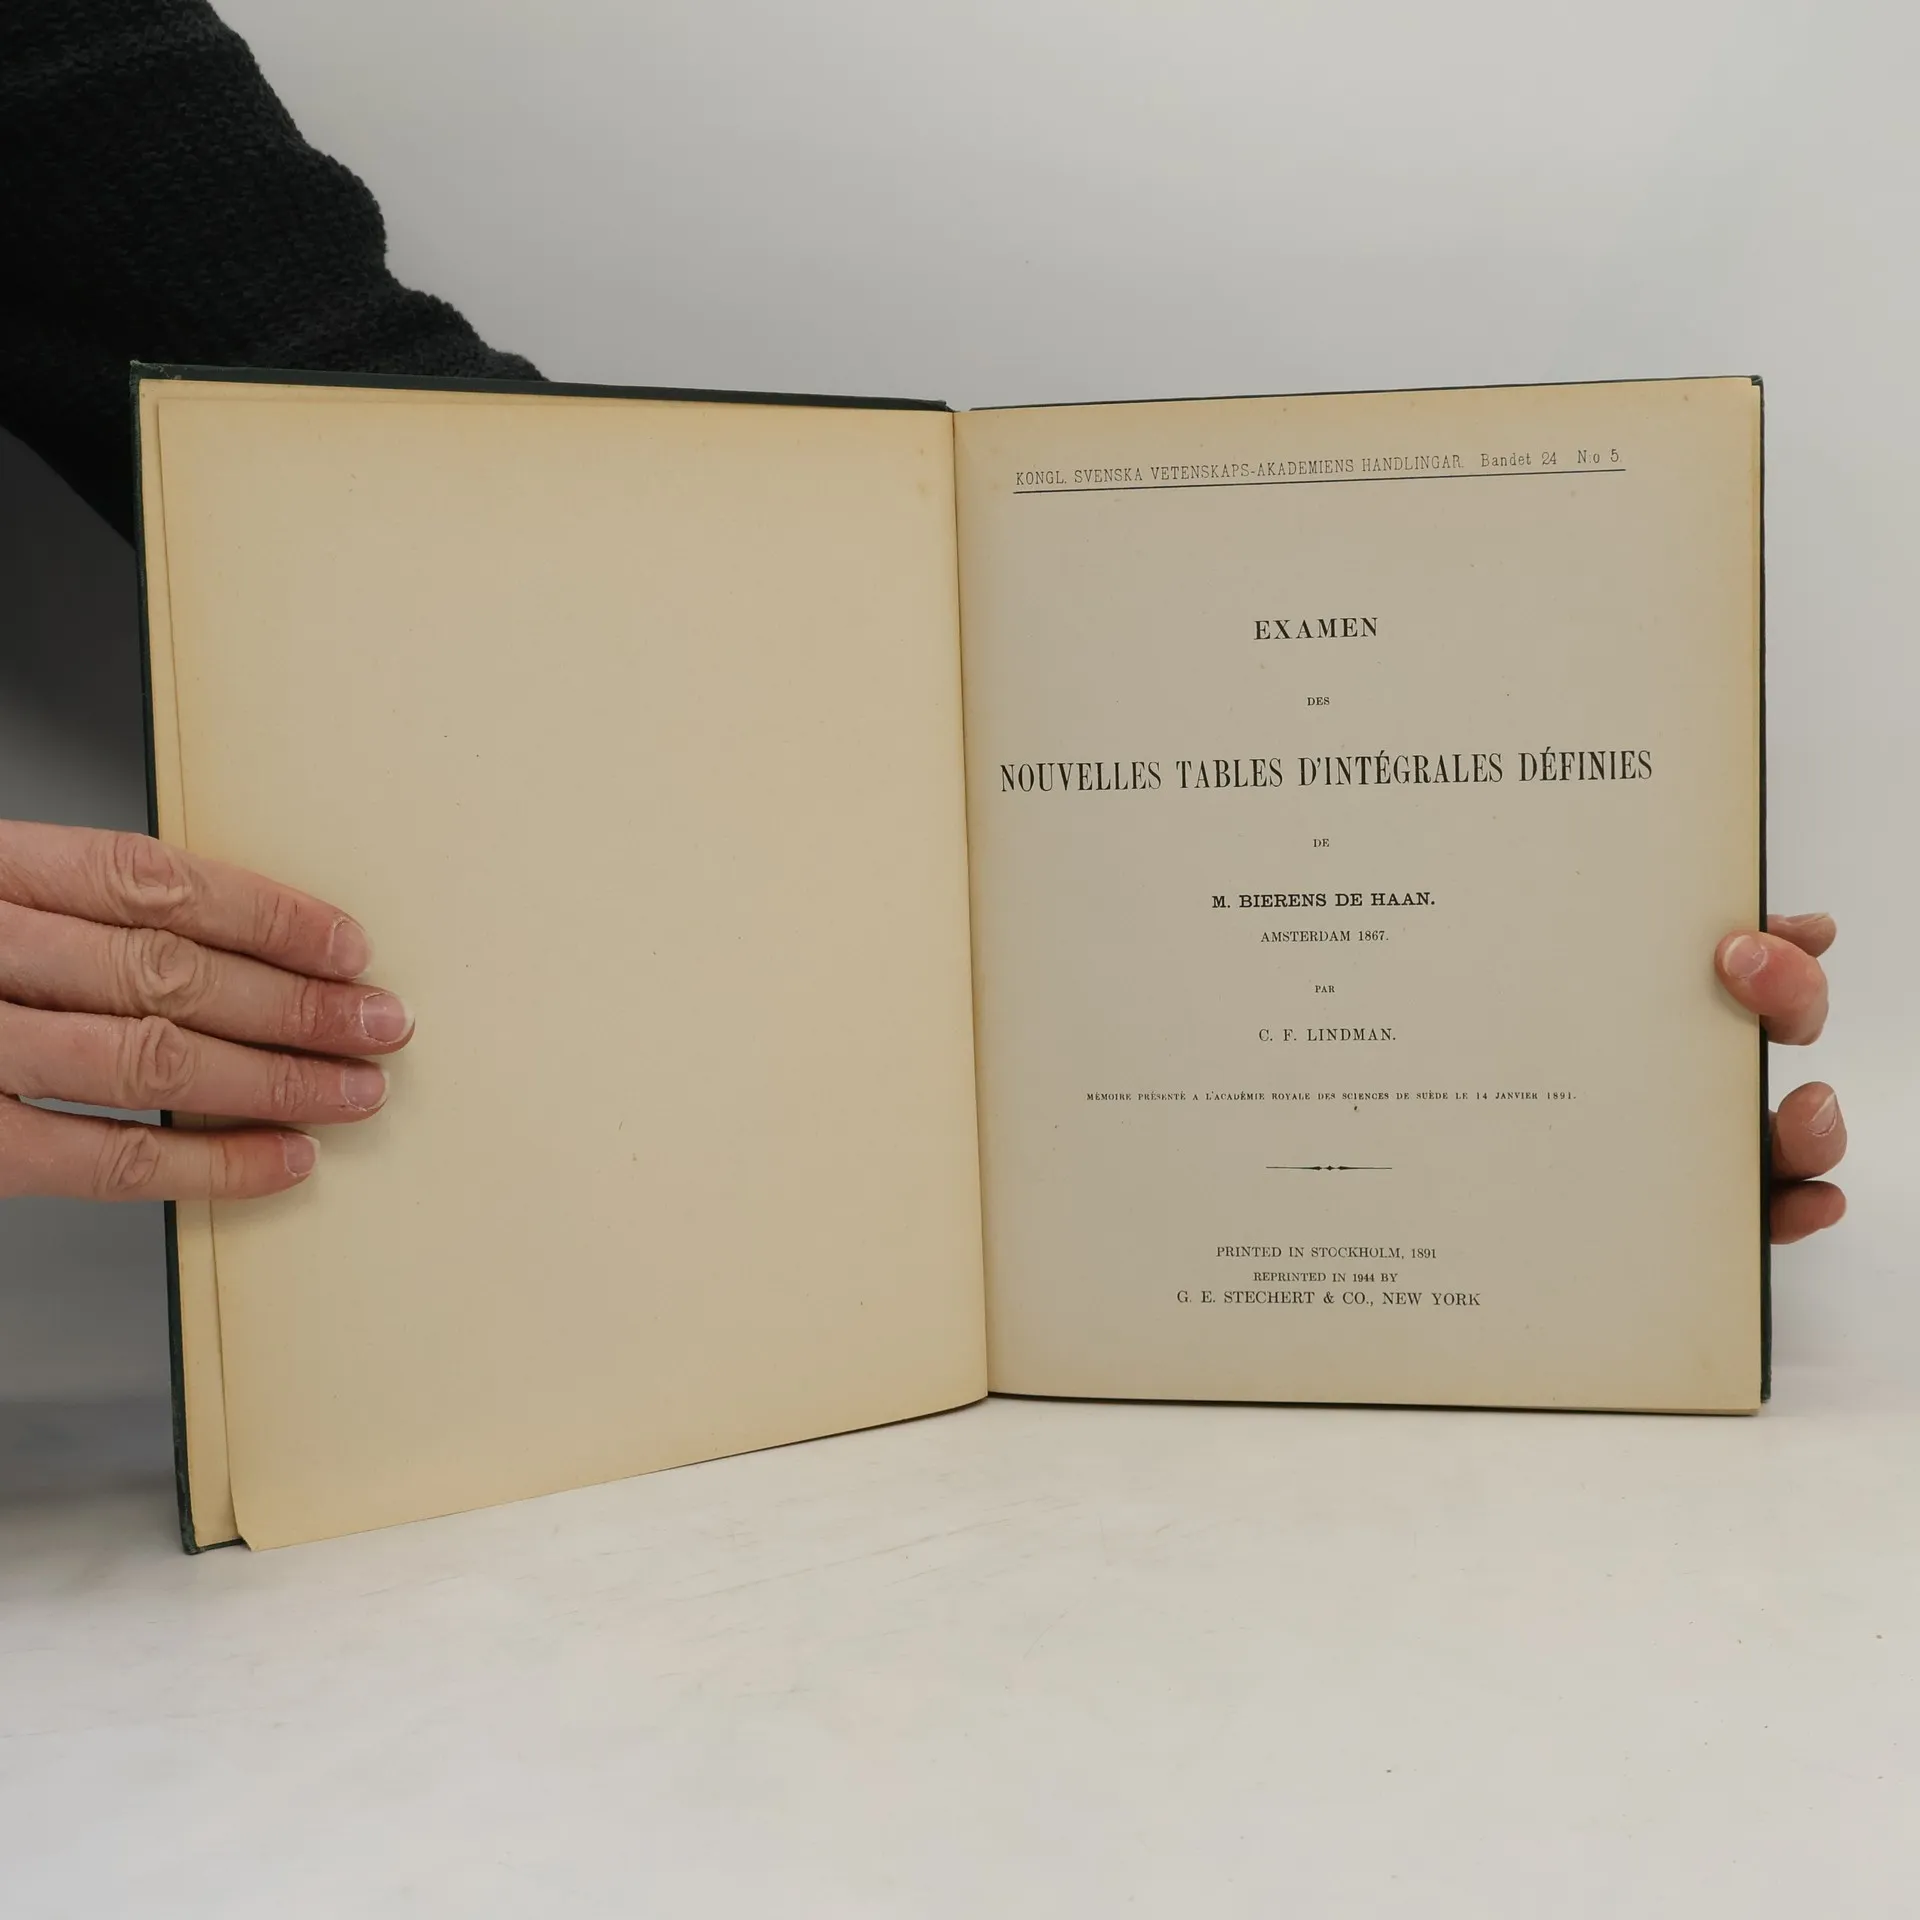 KONGL. SVENSKA VETENSKAPS-AKADEMIENS HANDLINGAR. Bandet 24 N:o 5.
EXAMEN
DES
NOUVELLES TABLES D'INTÉGRALES DÉFINIES
DE
M. BIERENS DE HAAN.
AMSTERDAM 1867.
PAR
C. F. LINDMAN.
MÉMOIRE PRÉSENTÉ A L'ACADÉMIE ROYALE DES SCIENCES DE SUÈDE LE 14 JANVIER 1891.
PRINTED IN STOCKHOLM, 1891
REPRINTED IN 1944 BY
G. E. STECHERT & CO., NEW YORK